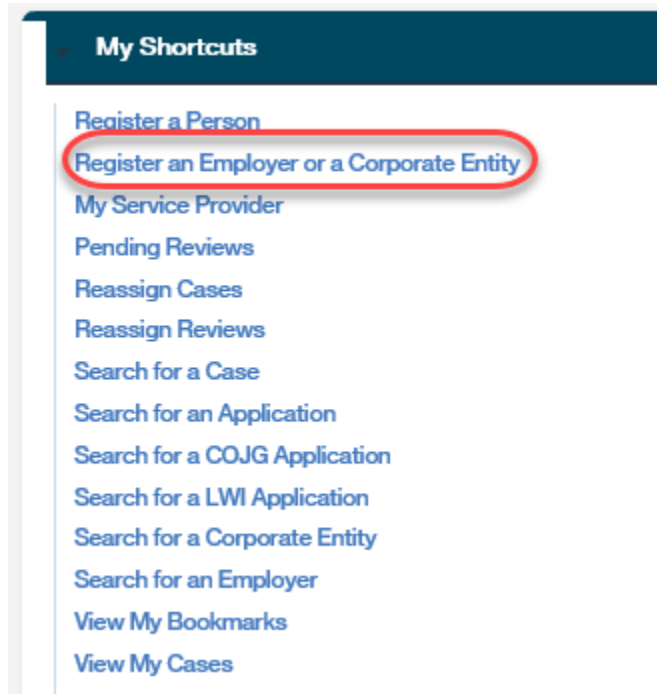 My Shortcuts
Register a Person
Register an Employer or a Corporate Entity
My Service Provider
Pending Reviews
Reassign Cases
Reassign Reviews
Search for a Case
Search for an Application
Search for a COJG Application
Search for a LWI Application
Search for a Corporate Entity
Search for an Employer
View My Bookmarks
View My Cases